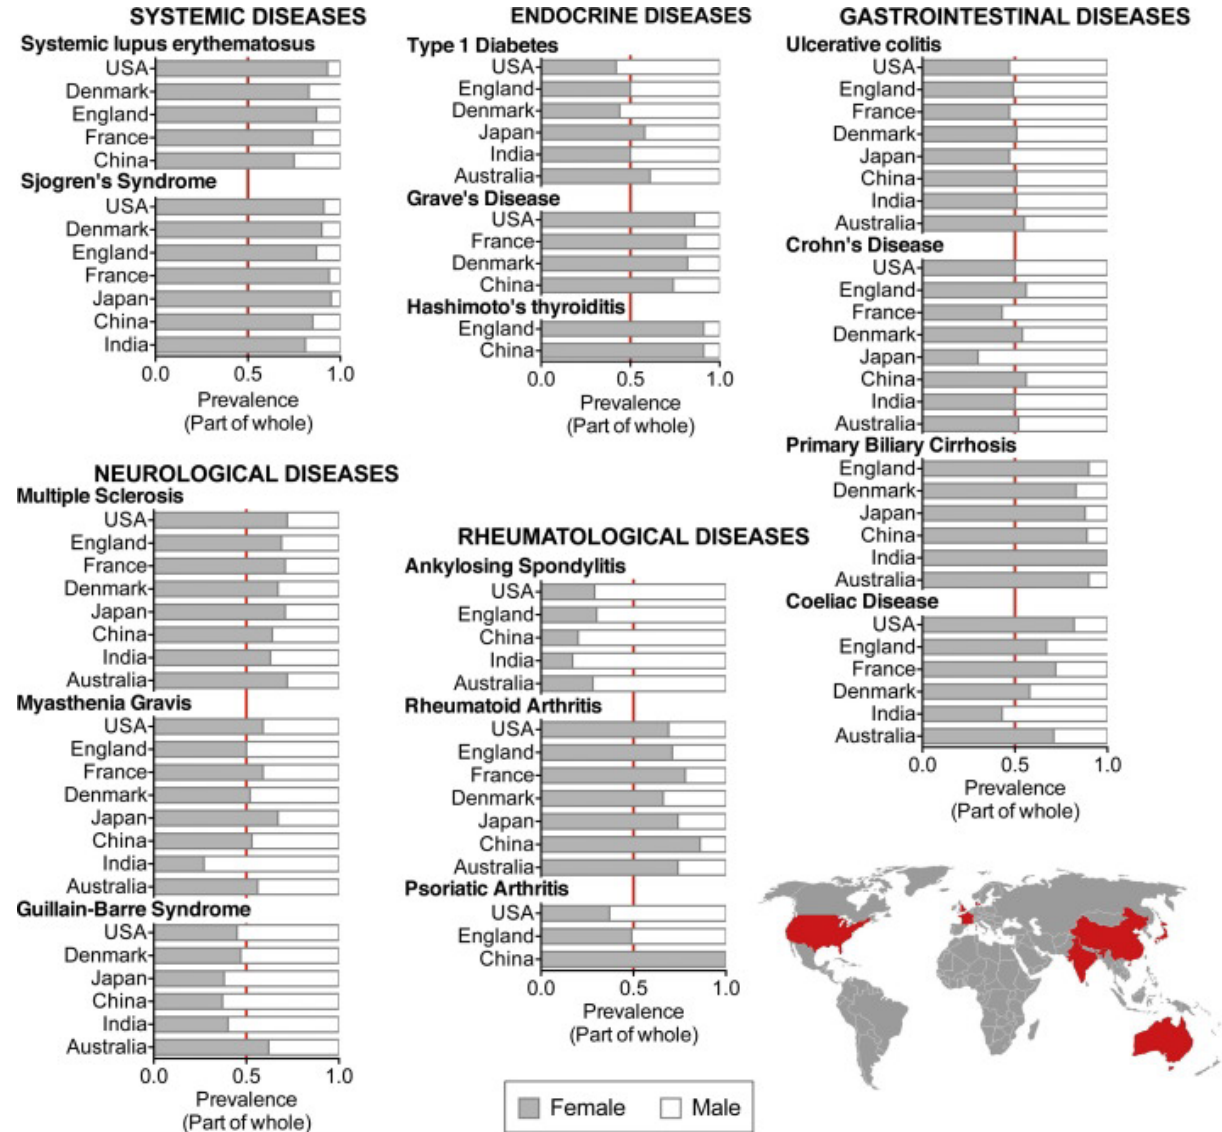 SYSTEMIC DISEASES
Systemic lupus erythematosus
USA
Denmark
England
France
China
Sjogren's Syndrome
USA
Denmark
England
France
Japan
China
India
0.0 0.5 1.0
Prevalence
(Part of whole)
ENDOCRINE DISEASES
Type 1 Diabetes
USA
England
Denmark
Japan
India
Australia
Grave's Disease
USA
France
Denmark
China
Hashimoto's thyroiditis
England
China
0.0 0.5 1.0
Prevalence
(Part of whole)
GASTROINTESTINAL DISEASES
Ulcerative colitis
USA
England
France
Denmark
Japan
China
India
Australia
Crohn's Disease
USA
England
France
Denmark
Japan
China
India
Australia
Primary Biliary Cirrhosis
England
Denmark
Japan
China
India
Australia
Coeliac Disease
USA
England
France
Denmark
India
Australia
0.0 0.5 1.0
Prevalence
(Part of whole)
NEUROLOGICAL DISEASES
Multiple Sclerosis
USA
England
France
Denmark
Japan
China
India
Australia
Myasthenia Gravis
USA
England
France
Denmark
Japan
China
India
Australia
Guillain-Barre Syndrome
USA
Denmark
Japan
China
India
Australia
0.0 0.5 1.0
Prevalence
(Part of whole)
RHEUMATOLOGICAL DISEASES
Ankylosing Spondylitis
USA
England
China
India
Australia
Rheumatoid Arthritis
USA
England
France
Denmark
Japan
China
Australia
Psoriatic Arthritis
USA
England
China
0.0 0.5 1.0
Prevalence
(Part of whole)
Female Male